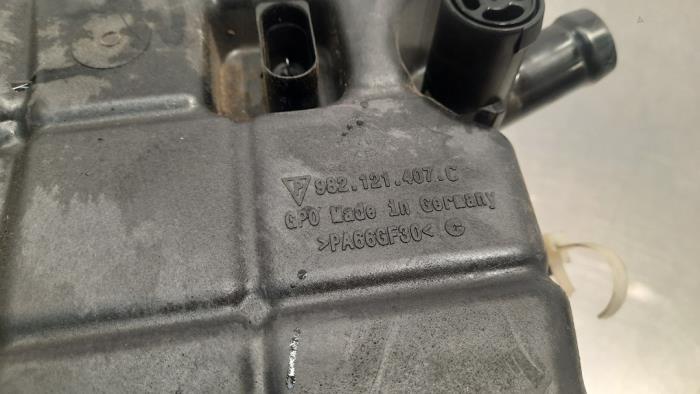 982.121.407.C
GPO Made in Germany
>PA66GF30< C